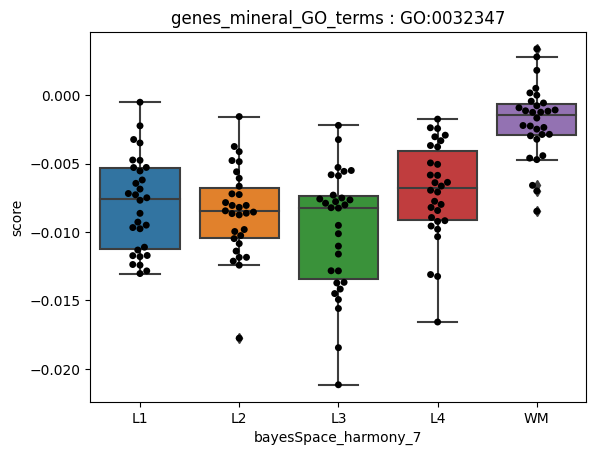 genes_mineral_GO_terms : GO:0032347
0.000
−0.005
−0.010
−0.015
−0.020
score
L1 L2 L3 L4 WM
bayesSpace_harmony_7